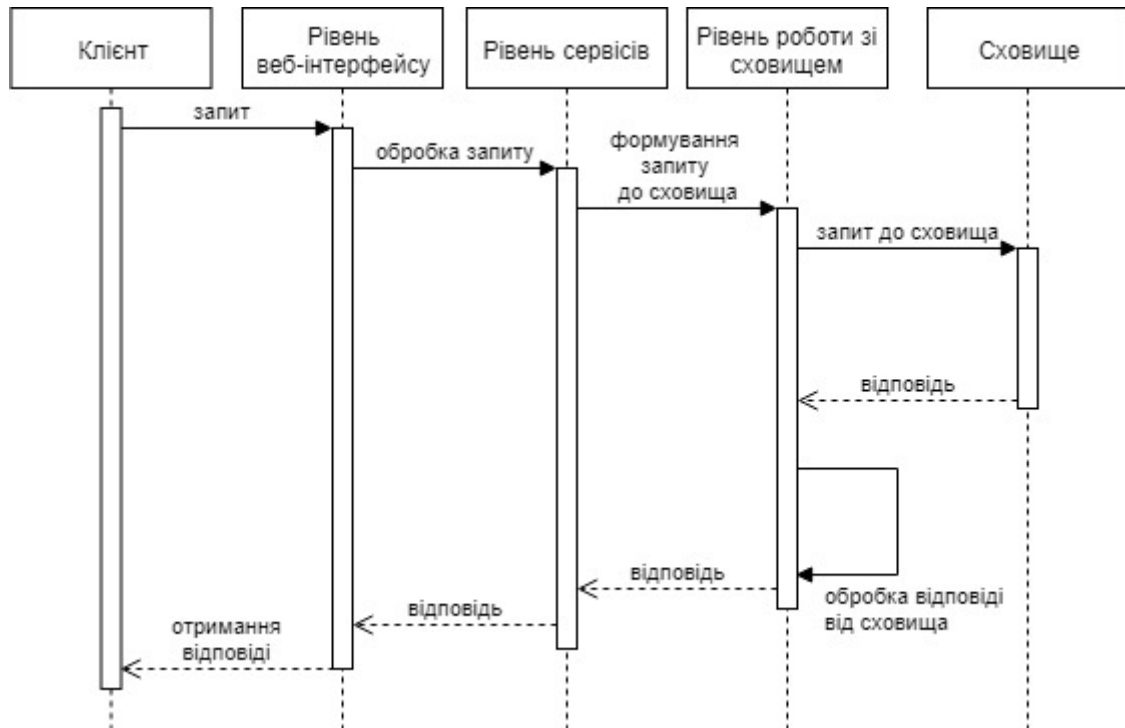 Клієнт
Рівень
веб-інтерфейсу
Рівень сервісів
Рівень роботи зі
сховищем
Сховище
запит
обробка запиту
формування
запиту
до сховища
запит до сховища
відповідь
обробка відповіді
від сховища
відповідь
відповідь
отримання
відповіді